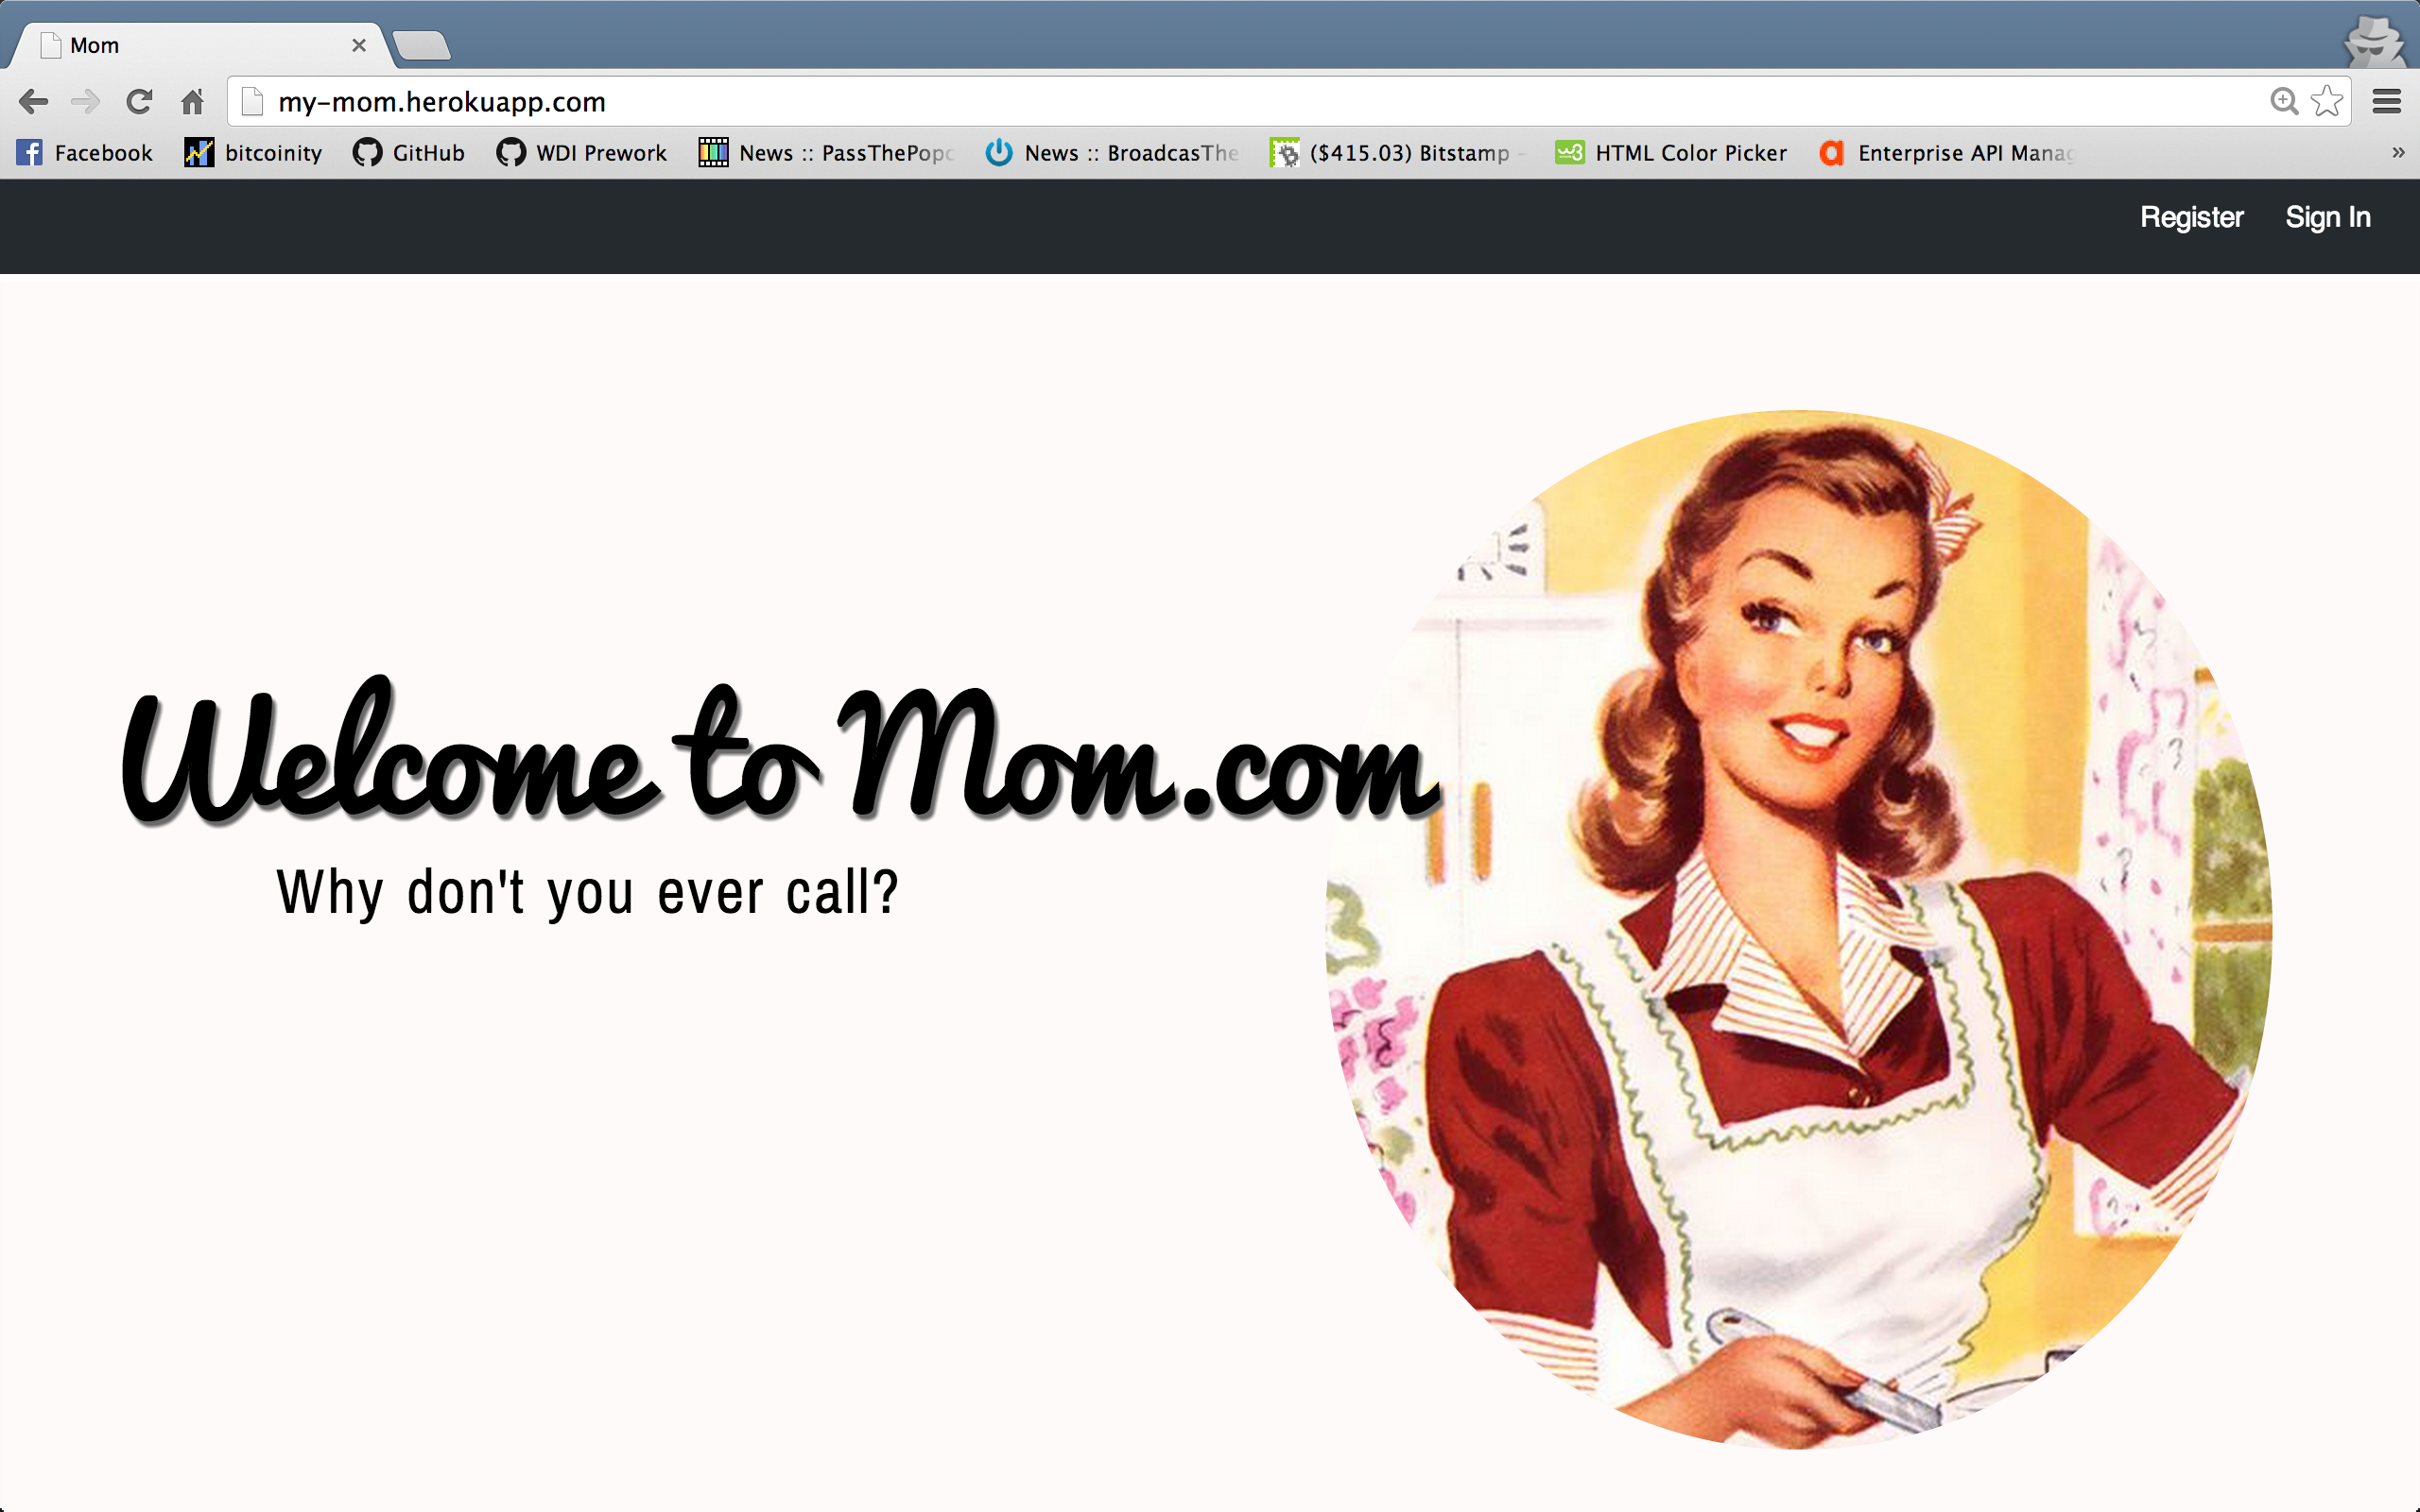 Mom
my-mom.herokuapp.com
Facebook bitcoinity GitHub WDI Prework News :: PassThePopc News :: BroadcasThe ($415.03) Bitstamp - HTML Color Picker Enterprise API Manag »
Register Sign In
Welcome to Mom.com
Why don't you ever call?